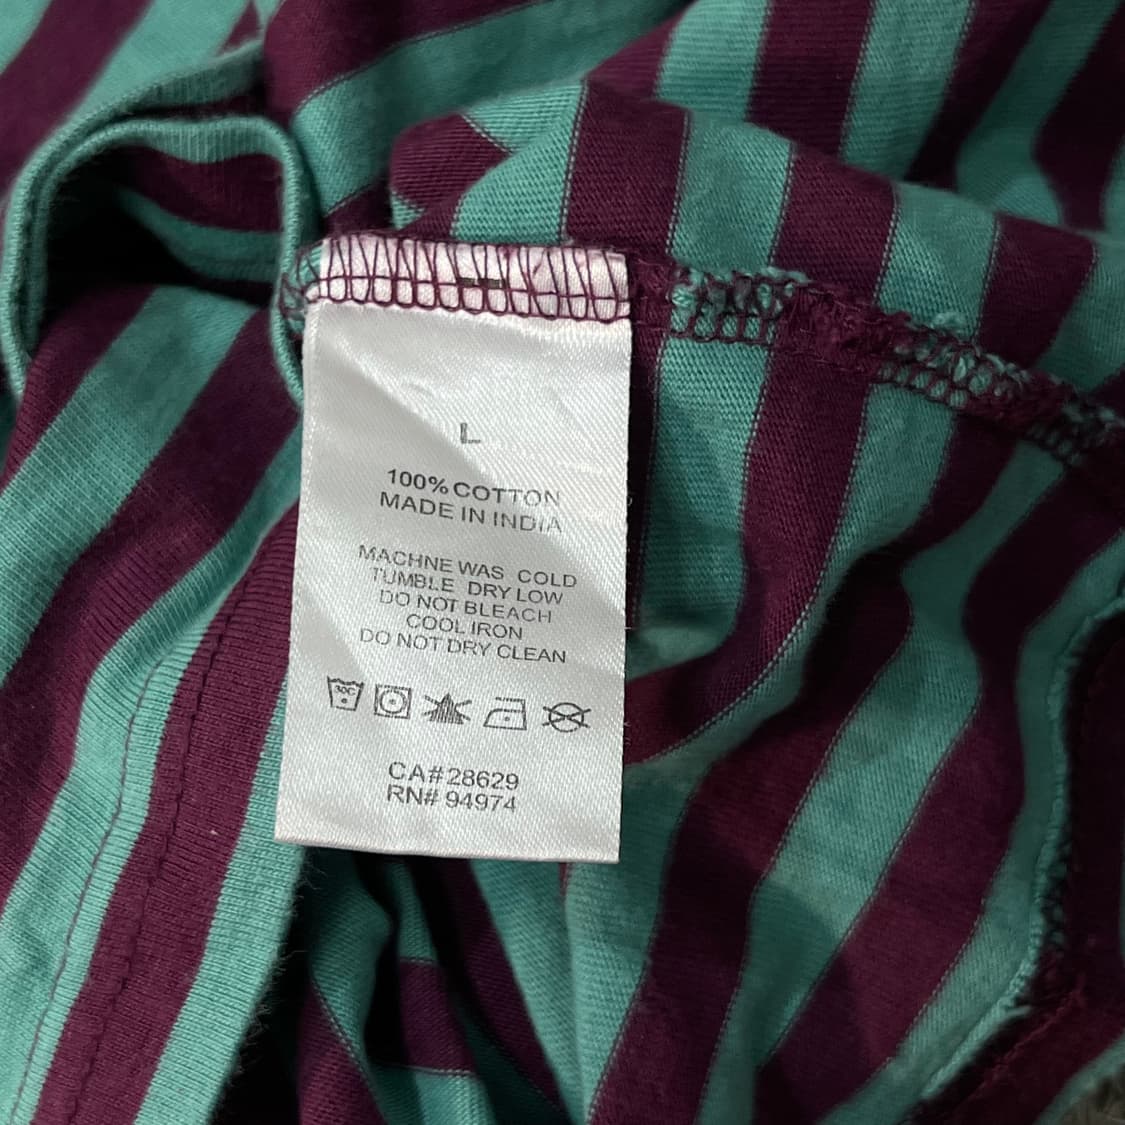 L
100% COTTON
MADE IN INDIA
MACHNE WAS COLD
TUMBLE DRY LOW
DO NOT BLEACH
COOL IRON
DO NOT DRY CLEAN
30C
CA#28629
RN# 94974